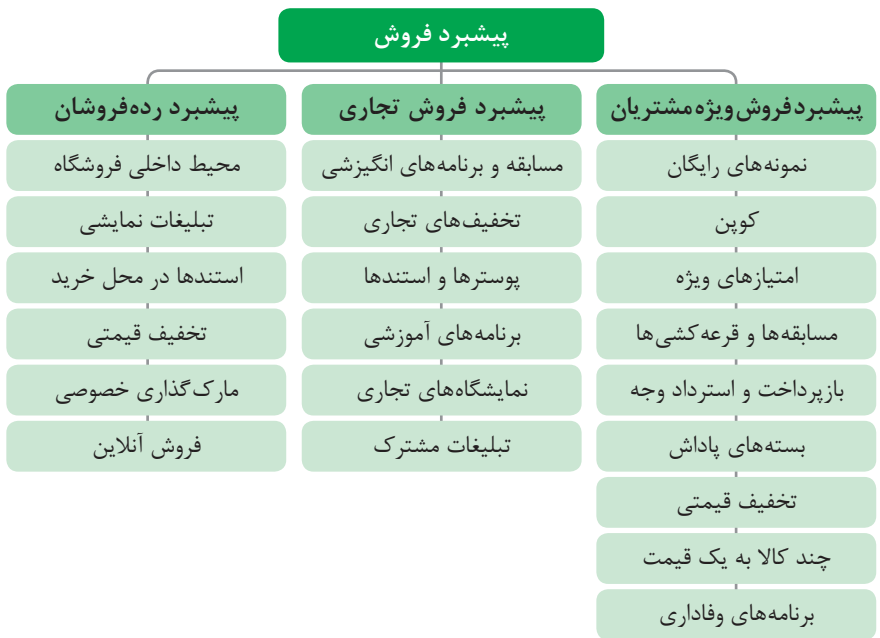 پیشبرد فروش
پیشبرد فروش ویژه مشتریان
نمونه‌های رایگان
کوپن
امتیازهای ویژه
مسابقه‌ها و قرعه‌کشی‌ها
بازپرداخت و استرداد وجه
بسته‌های پاداش
تخفیف قیمتی
چند کالا به یک قیمت
برنامه‌های وفاداری
پیشبرد فروش تجاری
مسابقه و برنامه‌های انگیزشی
تخفیف‌های تجاری
پوسترها و استندها
برنامه‌های آموزشی
نمایشگاه‌های تجاری
تبلیغات مشترک
پیشبرد رده‌فروشان
محیط داخلی فروشگاه
تبلیغات نمایشی
استندها در محل خرید
تخفیف قیمتی
مارک‌گذاری خصوصی
فروش آنلاین